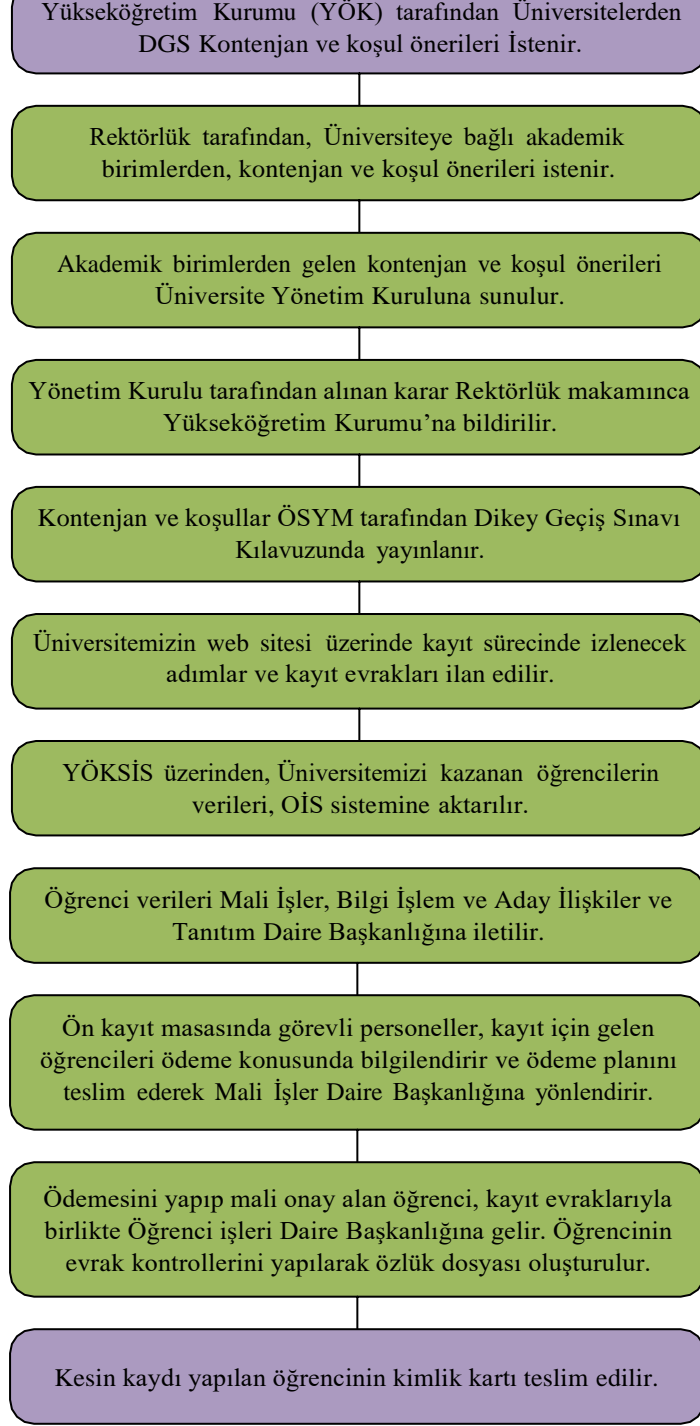 Yükseköğretim Kurumu (YÖK) tarafından Üniversitelerden
DGS Kontenjan ve koşul önerileri İstenir.
Rektörlük tarafından, Üniversiteye bağlı akademik
birimlerden, kontenjan ve koşul önerileri istenir.
Akademik birimlerden gelen kontenjan ve koşul önerileri
Üniversite Yönetim Kuruluna sunulur.
Yönetim Kurulu tarafından alınan karar Rektörlük makamınca
Yükseköğretim Kurumu’na bildirilir.
Kontenjan ve koşullar ÖSYM tarafından Dikey Geçiş Sınavı
Kılavuzunda yayınlanır.
Üniversitemizin web sitesi üzerinde kayıt sürecinde izlenecek
adımlar ve kayıt evrakları ilan edilir.
YÖKSİS üzerinden, Üniversitemizi kazanan öğrencilerin
verileri, OİS sistemine aktarılır.
Öğrenci verileri Mali İşler, Bilgi İşlem ve Aday İlişkiler ve
Tanıtım Daire Başkanlığına iletilir.
Ön kayıt masasında görevli personeller, kayıt için gelen
öğrencileri ödeme konusunda bilgilendirir ve ödeme planını
teslim ederek Mali İşler Daire Başkanlığına yönlendirir.
Ödemesini yapıp mali onay alan öğrenci, kayıt evraklarıyla
birlikte Öğrenci işleri Daire Başkanlığına gelir. Öğrencinin
evrak kontrollerini yapılarak özlük dosyası oluşturulur.
Kesin kaydı yapılan öğrencinin kimlik kartı teslim edilir.